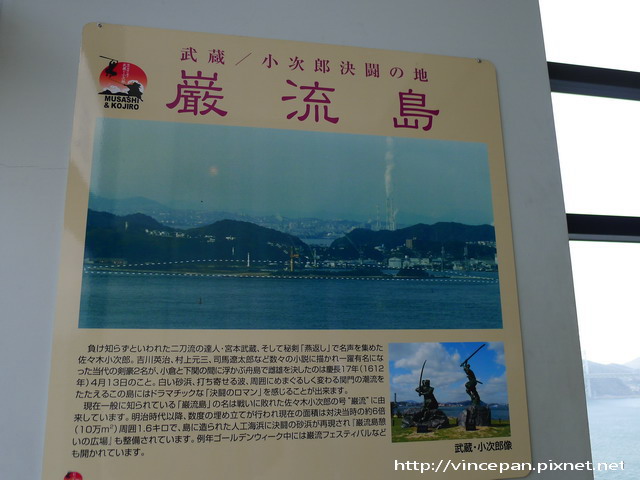 武蔵／小次郎決闘の地
MUSASHI
& KOJIRO
巌流島
負け知らずといわれた二刀流の達人・宮本武蔵、そして秘剣「燕返し」で名声を集めた
佐々木小次郎。吉川英治、村上元三、司馬遼太郎など数々の小説に描かれ一躍有名になっ
た当代の剣豪2名が、小倉と下関の間に浮かぶ舟島で雌雄を決したのは慶長17年(1612
年)4月13日のこと。白い砂浜、打ち寄せる波、周囲にめまぐるしく変わる関門の潮流を
たたえるこの島にはドラマチックな「決闘のロマン」を感じることが出来ます。
現在一般に知られている「巌流島」の名は戦いに敗れた佐々木小次郎の号“巌流”に由
来しています。明治時代以降、数度の埋め立てが行われ現在の面積は対決当時の約6倍
(10万m²)周囲1.6キロで、島に造られた人工海浜に決闘の砂浜が再現され「巌流島憩
いの広場」も整備されています。例年ゴールデンウィーク中には巌流フェスティバルなど
も開かれています。
武蔵・小次郎像
http://vincepan.pixnet.net